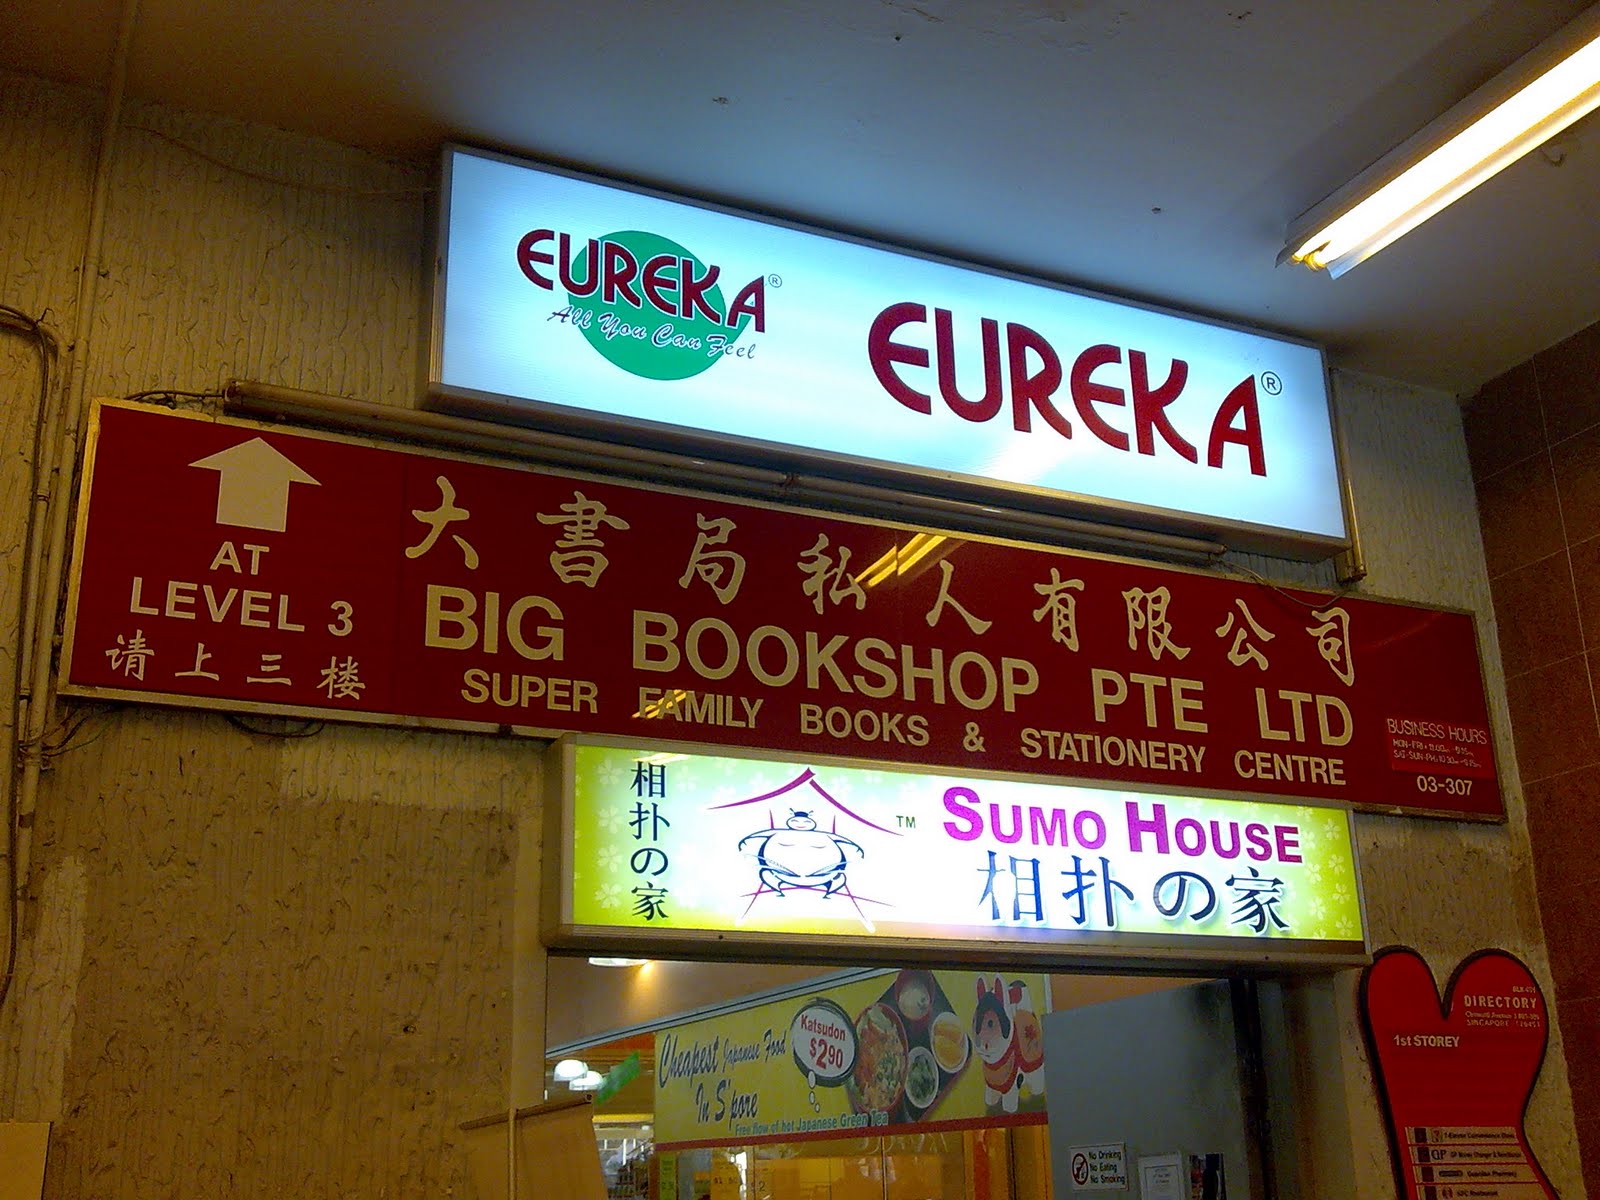 EUREKA®
All You Can Feel
EUREKA®
AT
LEVEL 3
请上三楼
大書局私人有限公司
BIG BOOKSHOP PTE LTD
SUPER FAMILY BOOKS & STATIONERY CENTRE
BUSINESS HOURS
03-307
相扑の家
TM
SUMO HOUSE
相扑の家
Cheapest Japanese Food
In S'pore
Katsudon
$2.90
Free flow of hot Japanese Green Tea
No Drinking
No Eating
No Smoking
DIRECTORY
1st STOREY